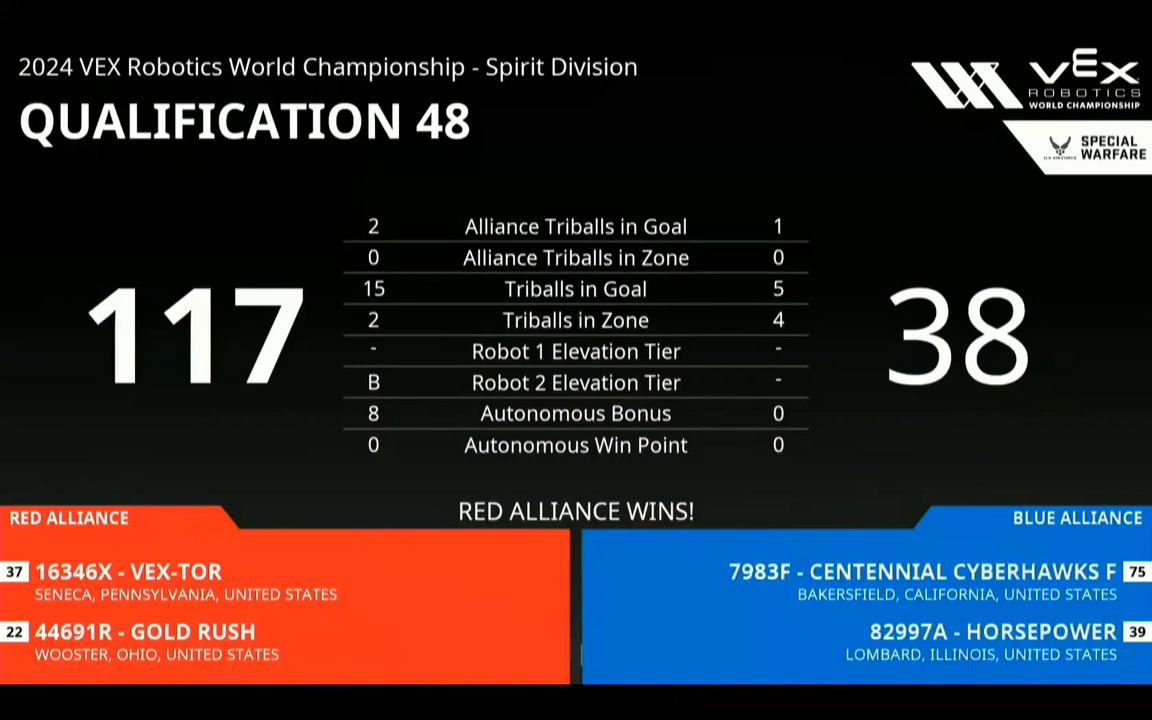 2024 VEX Robotics World Championship - Spirit Division
QUALIFICATION 48
VEX
ROBOTICS
WORLD CHAMPIONSHIP
U.S. AIR FORCE
SPECIAL
WARFARE
2 Alliance Triballs in Goal 1
0 Alliance Triballs in Zone 0
15 Triballs in Goal 5
2 Triballs in Zone 4
- Robot 1 Elevation Tier -
B Robot 2 Elevation Tier -
8 Autonomous Bonus 0
0 Autonomous Win Point 0
117
38
RED ALLIANCE WINS!
RED ALLIANCE
37 16346X - VEX-TOR
SENECA, PENNSYLVANIA, UNITED STATES
22 44691R - GOLD RUSH
WOOSTER, OHIO, UNITED STATES
BLUE ALLIANCE
7983F - CENTENNIAL CYBERHAWKS F 75
BAKERSFIELD, CALIFORNIA, UNITED STATES
82997A - HORSEPOWER 39
LOMBARD, ILLINOIS, UNITED STATES